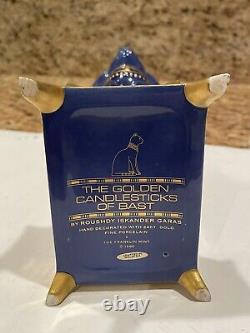 THE GOLDEN
CANDLESTICKS
OF BAST
BY ROUSHDY ISKANDER GARAS
HAND DECORATED WITH 24KT. GOLD
FINE PORCELAIN
THE FRANKLIN MINT
ebay